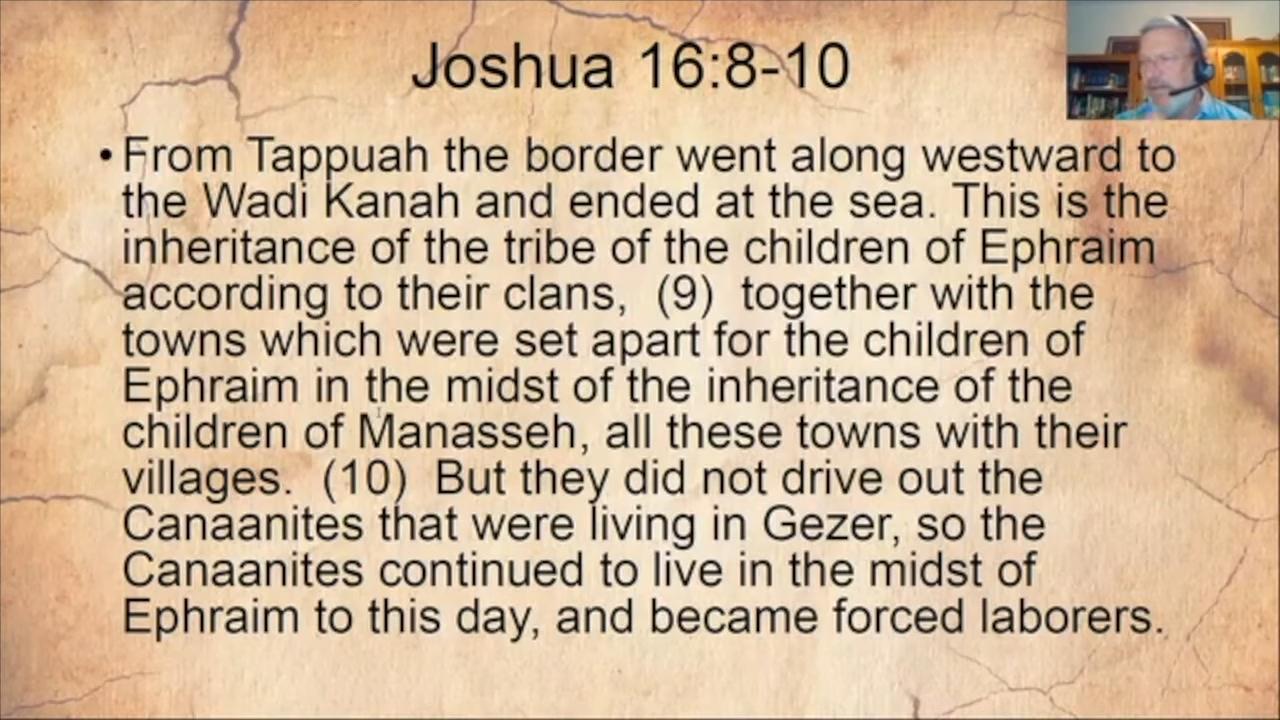 Joshua 16:8-10
• From Tappuah the border went along westward to
the Wadi Kanah and ended at the sea. This is the
inheritance of the tribe of the children of Ephraim
according to their clans, (9) together with the
towns which were set apart for the children of
Ephraim in the midst of the inheritance of the
children of Manasseh, all these towns with their
villages. (10) But they did not drive out the
Canaanites that were living in Gezer, so the
Canaanites continued to live in the midst of
Ephraim to this day, and became forced laborers.